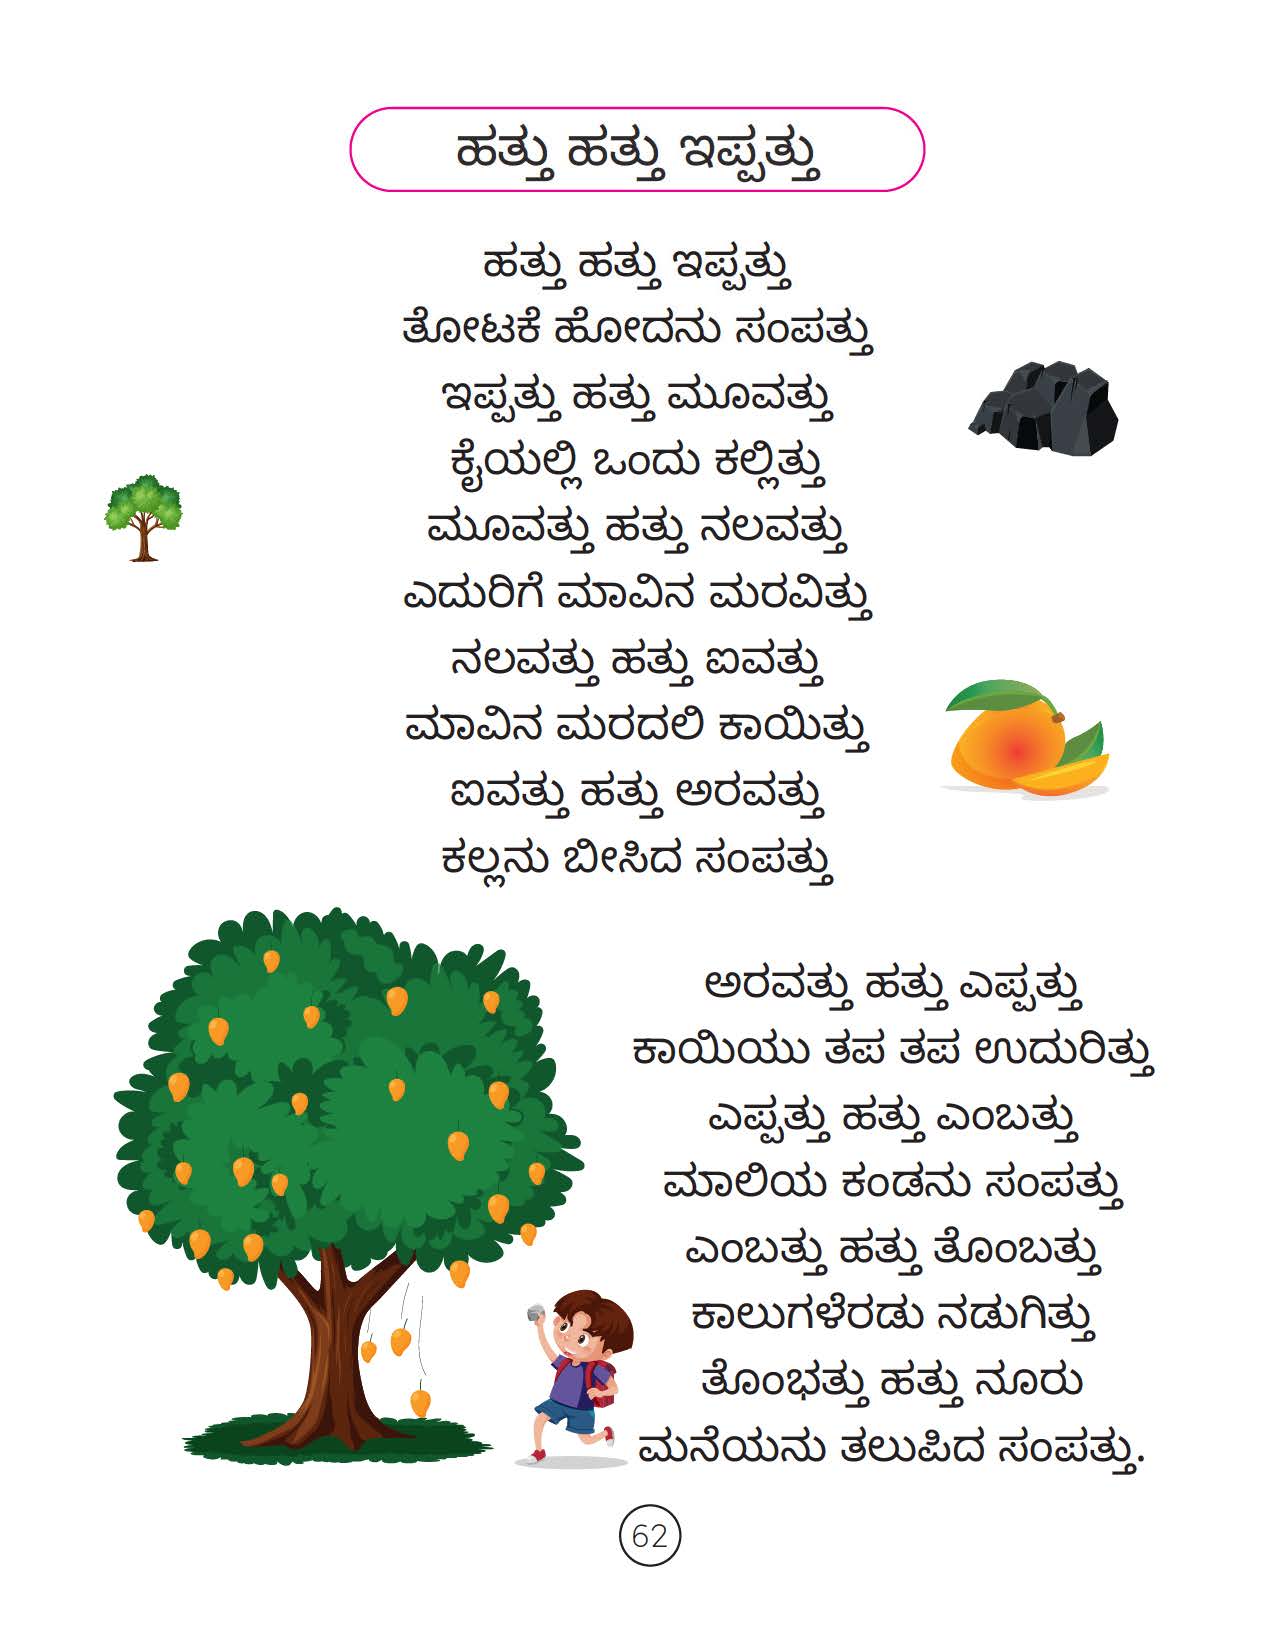 ಹತ್ತು ಹತ್ತು ಇಪ್ಪತ್ತು
ಹತ್ತು ಹತ್ತು ಇಪ್ಪತ್ತು
ತೋಟಕೆ ಹೋದನು ಸಂಪತ್ತು
ಇಪ್ಪತ್ತು ಹತ್ತು ಮೂವತ್ತು
ಕೈಯಲ್ಲಿ ಒಂದು ಕಲ್ಲಿತ್ತು
ಮೂವತ್ತು ಹತ್ತು ನಲವತ್ತು
ಎದುರಿಗೆ ಮಾವಿನ ಮರವಿತ್ತು
ನಲವತ್ತು ಹತ್ತು ಐವತ್ತು
ಮಾವಿನ ಮರದಲಿ ಕಾಯಿತ್ತು
ಐವತ್ತು ಹತ್ತು ಅರವತ್ತು
ಕಲ್ಲನು ಬೀಸಿದ ಸಂಪತ್ತು
ಅರವತ್ತು ಹತ್ತು ಎಪ್ಪತ್ತು
ಕಾಯಿಯು ತಪ ತಪ ಉದುರಿತ್ತು
ಎಪ್ಪತ್ತು ಹತ್ತು ಎಂಬತ್ತು
ಮಾಲಿಯ ಕಂಡನು ಸಂಪತ್ತು
ಎಂಬತ್ತು ಹತ್ತು ತೊಂಬತ್ತು
ಕಾಲುಗಳೆರಡು ನಡುಗಿತ್ತು
ತೊಂಭತ್ತು ಹತ್ತು ನೂರು
ಮನೆಯನು ತಲುಪಿದ ಸಂಪತ್ತು.
62